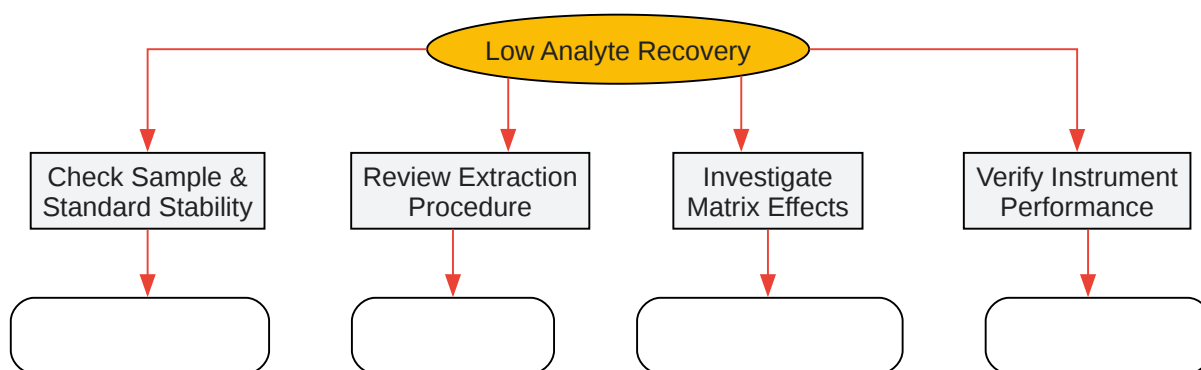 Low Analyte Recovery
Check Sample &
Standard Stability
Review Extraction
Procedure
Investigate
Matrix Effects
Verify Instrument
Performance